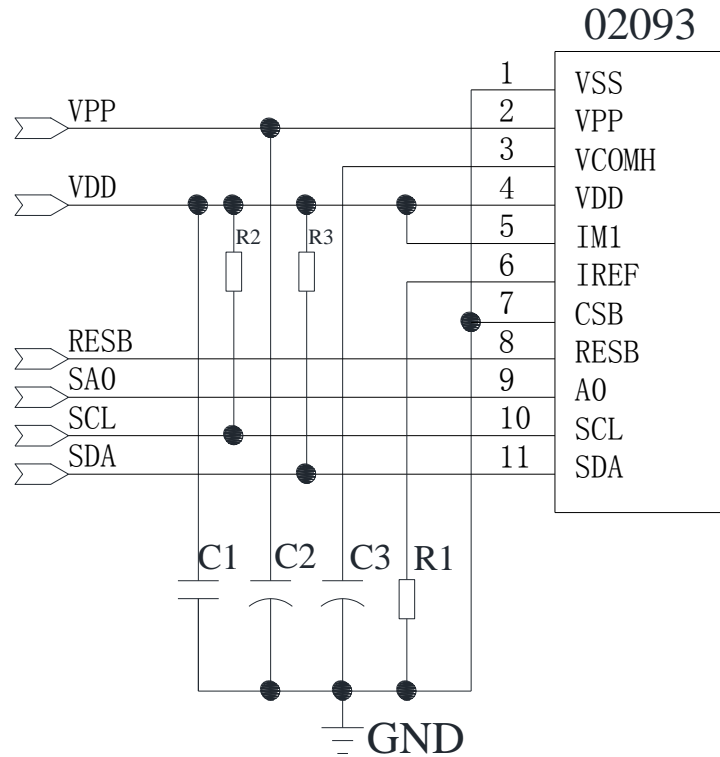 02093
1 VSS
VPP 2 VPP
3 VCOMH
VDD 4 VDD
R2 R3 5 IM1
6 IREF
7 CSB
RESB 8 RESB
SA0 9 A0
SCL 10 SCL
SDA 11 SDA
C1 C2 C3 R1
GND